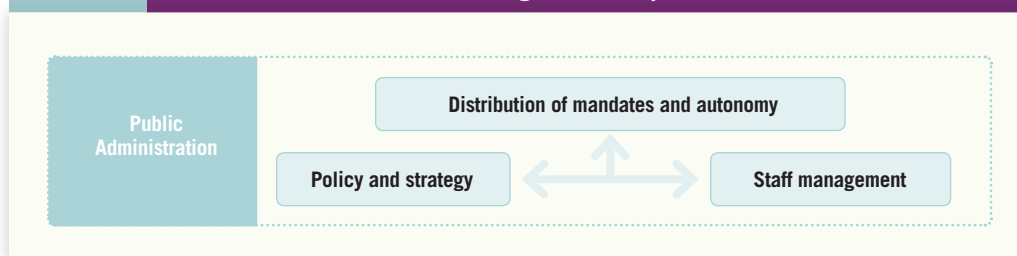 Public
Administration
Distribution of mandates and autonomy
Policy and strategy
Staff management